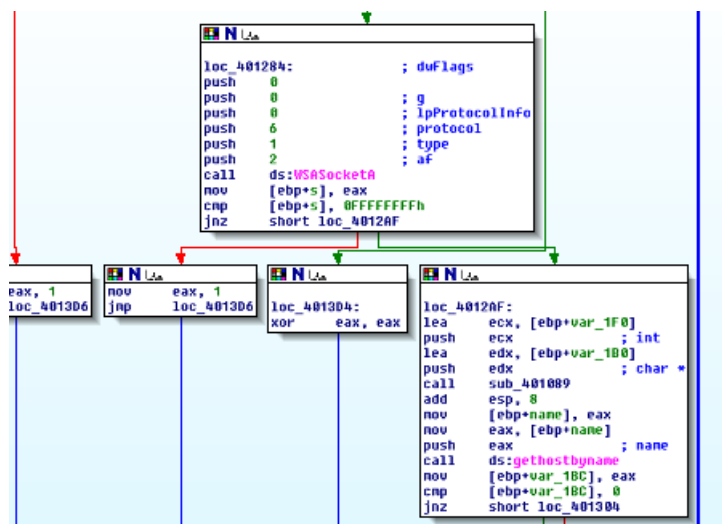 N
loc_401284: ; dwFlags
push 0
push 0 ; g
push 0 ; lpProtocolInfo
push 6 ; protocol
push 1 ; type
push 2 ; af
call ds:WSASocketA
mov [ebp+s], eax
cmp [ebp+s], 0FFFFFFFFh
jnz short loc_4012AF
N
eax, 1
loc_4013D6
N
mov eax, 1
jmp loc_4013D6
N
loc_4013D4:
xor eax, eax
N
loc_4012AF:
lea ecx, [ebp+var_1F0]
push ecx ; int
lea edx, [ebp+var_1B0]
push edx ; char *
call sub_401089
add esp, 8
mov [ebp+name], eax
mov eax, [ebp+name]
push eax ; name
call ds:gethostbyname
mov [ebp+var_1BC], eax
cmp [ebp+var_1BC], 0
jnz short loc_401304